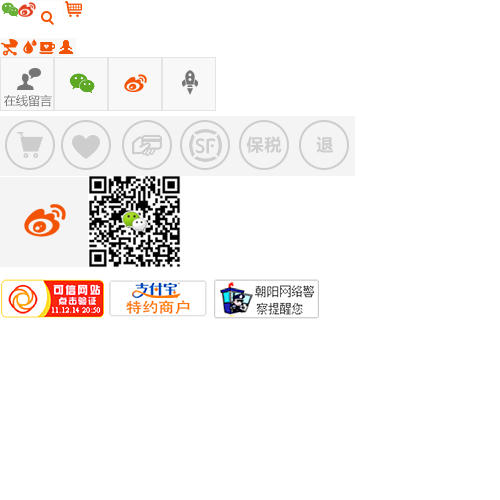 在线留言
SF
保税
退
可信网站
点击验证
11.12.14 20:50
支付宝
特约商户
朝阳网络警
察提醒您